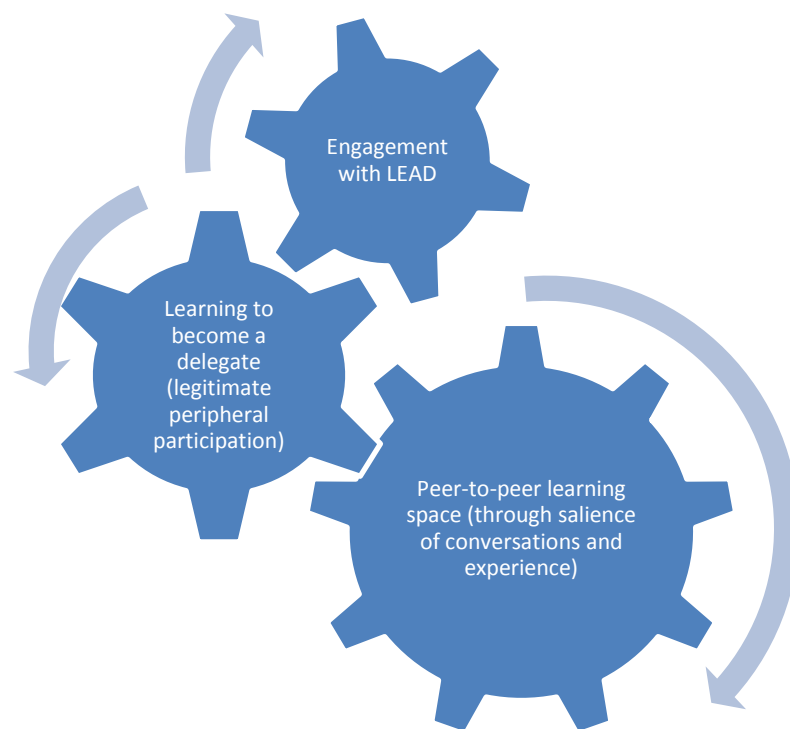 Engagement
with LEAD
Learning to
become a
delegate
(legitimate
peripheral
participation)
Peer-to-peer learning
space (through salience
of conversations and
experience)